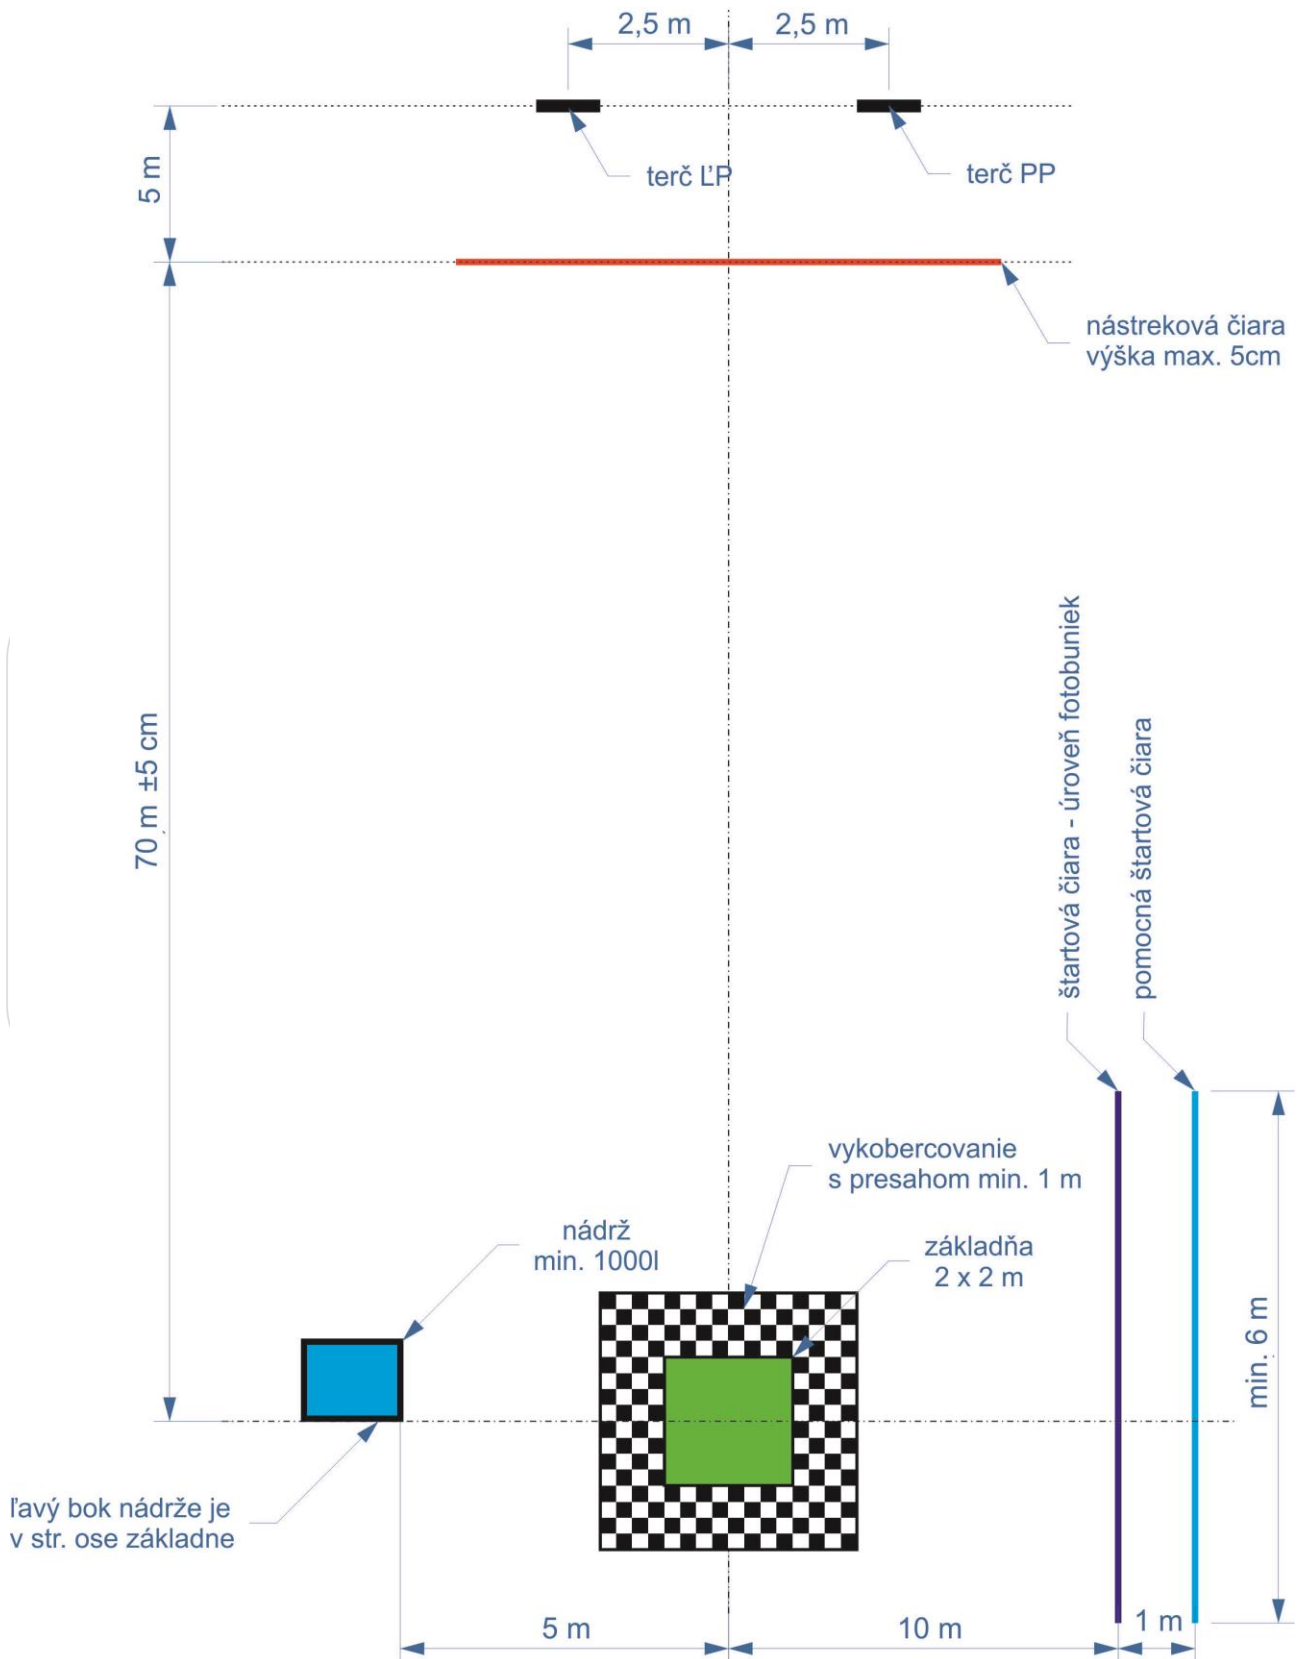 2,5 m
2,5 m
5 m
terč ĽP
terč PP
nástreková čiara
výška max. 5cm
70 m ±5 cm
štartová čiara - úroveň fotobuniek
pomocná štartová čiara
vykobercovanie
s presahom min. 1 m
nádrž
min. 1000l
základňa
2 x 2 m
min. 6 m
ľavý bok nádrže je
v str. ose základne
5 m
10 m
1 m